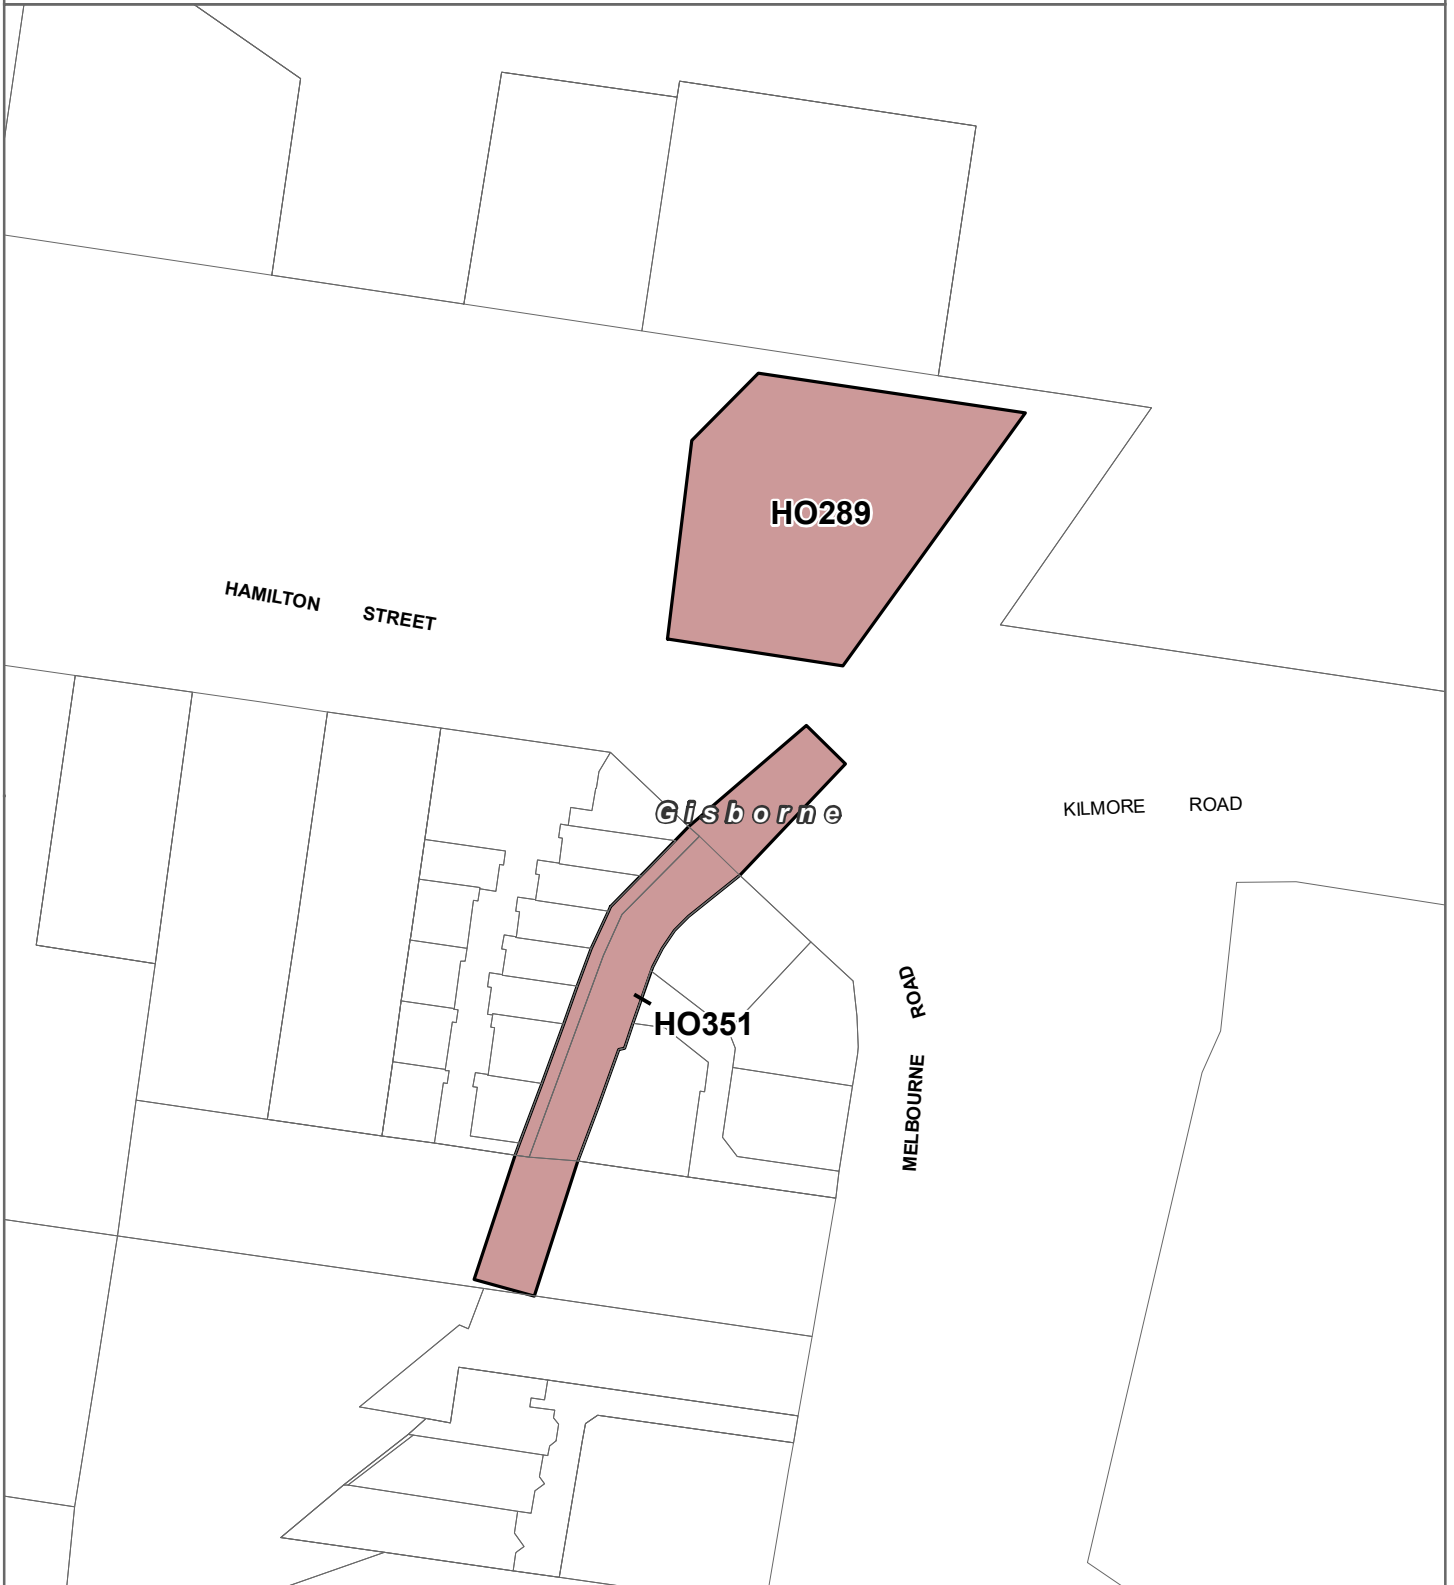 HO289
HAMILTON STREET
Gisborne
KILMORE ROAD
HO351
MELBOURNE ROAD